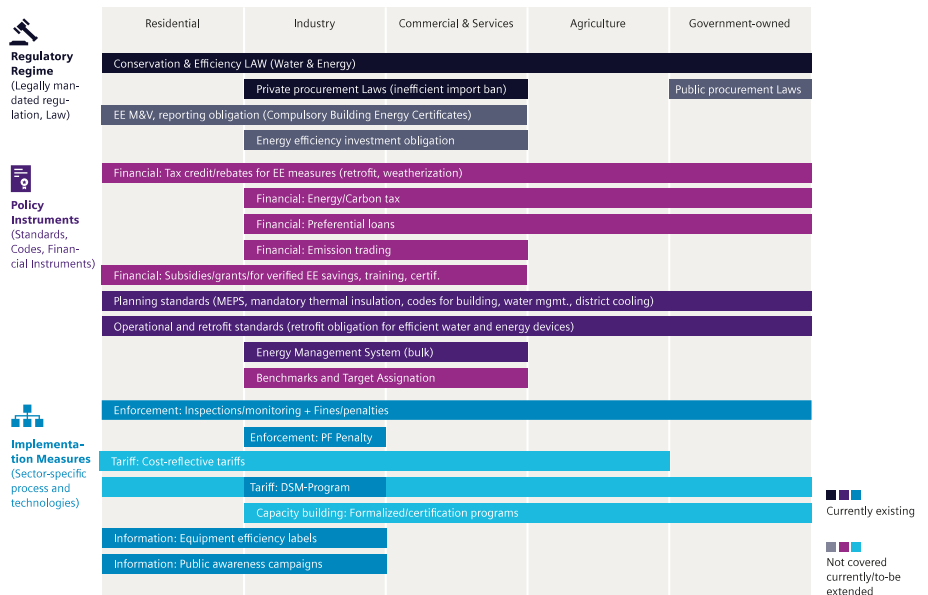 Residential
Industry
Commercial & Services
Agriculture
Government-owned
Regulatory
Regime
(Legally man-
dated regu-
lation, Law)
Conservation & Efficiency LAW (Water & Energy)
Private procurement Laws (inefficient import ban)
Public procurement Laws
EE M&V, reporting obligation (Compulsory Building Energy Certificates)
Energy efficiency investment obligation
Policy
Instruments
(Standards,
Codes, Finan-
cial Instruments)
Financial: Tax credit/rebates for EE measures (retrofit, weatherization)
Financial: Energy/Carbon tax
Financial: Preferential loans
Financial: Emission trading
Financial: Subsidies/grants/for verified EE savings, training, certif.
Planning standards (MEPS, mandatory thermal insulation, codes for building, water mgmt., district cooling)
Operational and retrofit standards (retrofit obligation for efficient water and energy devices)
Energy Management System (bulk)
Benchmarks and Target Assignation
Implementa-
tion Measures
(Sector-specific
process and
technologies)
Enforcement: Inspections/monitoring + Fines/penalties
Enforcement: PF Penalty
Tariff: Cost-reflective tariffs
Tariff: DSM-Program
Capacity building: Formalized/certification programs
Information: Equipment efficiency labels
Information: Public awareness campaigns
Currently existing
Not covered
currently/to-be
extended